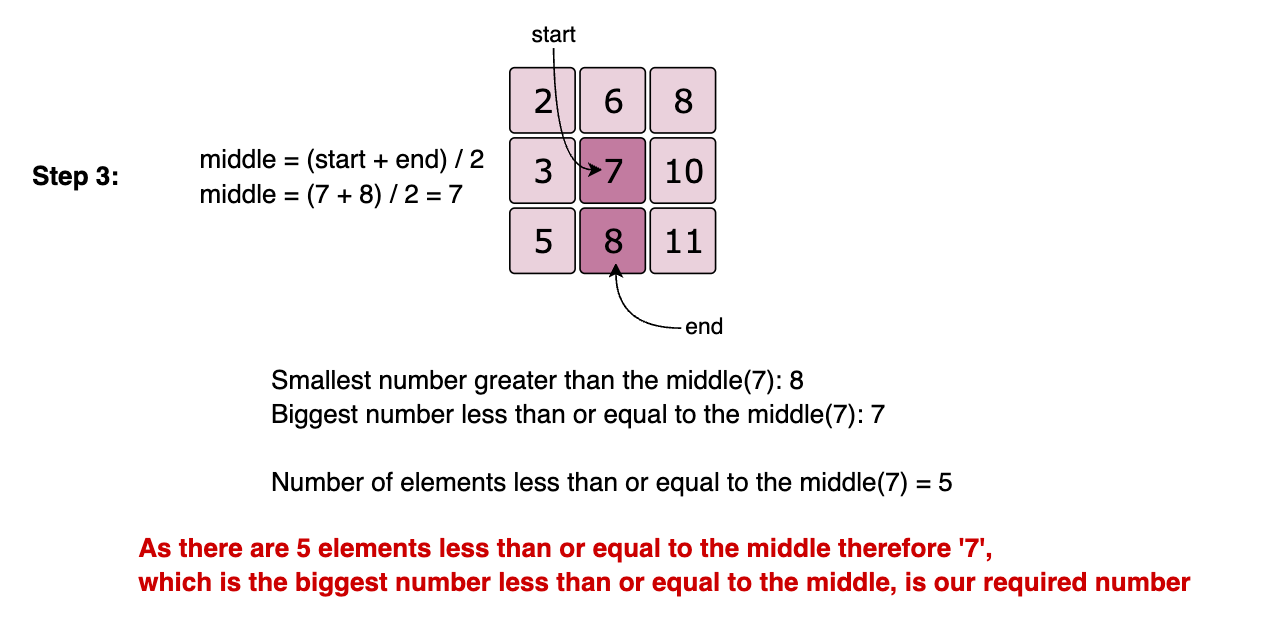 start
2 6 8
Step 3:
middle = (start + end) / 2
middle = (7 + 8) / 2 = 7
3 7 10
5 8 11
end
Smallest number greater than the middle(7): 8
Biggest number less than or equal to the middle(7): 7
Number of elements less than or equal to the middle(7) = 5
As there are 5 elements less than or equal to the middle therefore '7',
which is the biggest number less than or equal to the middle, is our required number